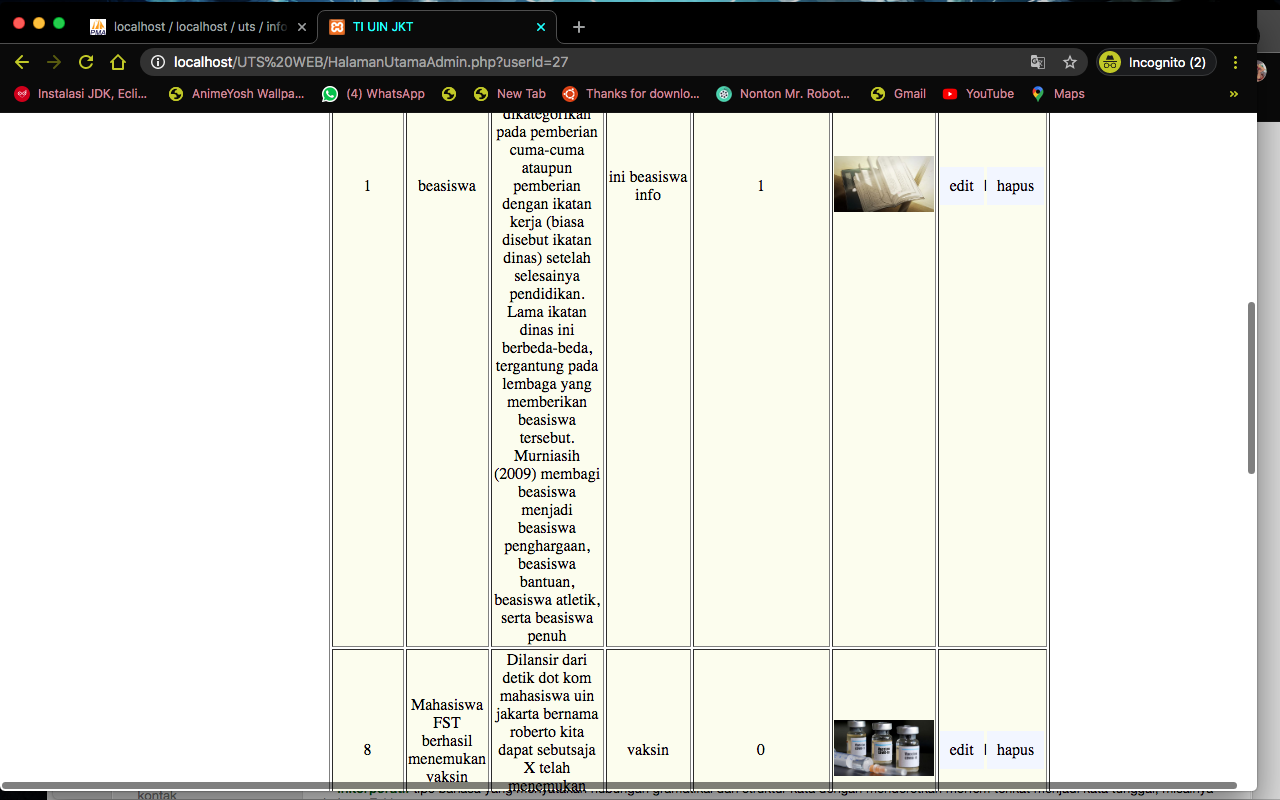 localhost / localhost / uts / info
TI UIN JKT
localhost/UTS%20WEB/HalamanUtamaAdmin.php?userId=27
Incognito (2)
Instalasi JDK, Ecli...
AnimeYosh Wallpa...
(4) WhatsApp
New Tab
Thanks for downlo...
Nonton Mr. Robot...
Gmail
YouTube
Maps
»
1
beasiswa
dikategorikan
pada pemberian
cuma-cuma
ataupun
pemberian
dengan ikatan
kerja (biasa
disebut ikatan
dinas) setelah
selesainya
pendidikan.
Lama ikatan
dinas ini
berbeda-beda,
tergantung pada
lembaga yang
memberikan
beasiswa
tersebut.
Murniasih
(2009) membagi
beasiswa
menjadi
beasiswa
penghargaan,
beasiswa
bantuan,
beasiswa atletik,
serta beasiswa
penuh
ini beasiswa
info
1
edit | hapus
8
Mahasiswa
FST
berhasil
menemukan
vaksin
Dilansir dari
detik dot kom
mahasiswa uin
jakarta bernama
roberto kita
dapat sebutsaja
X telah
menemukan
vaksin
0
edit | hapus
kontak